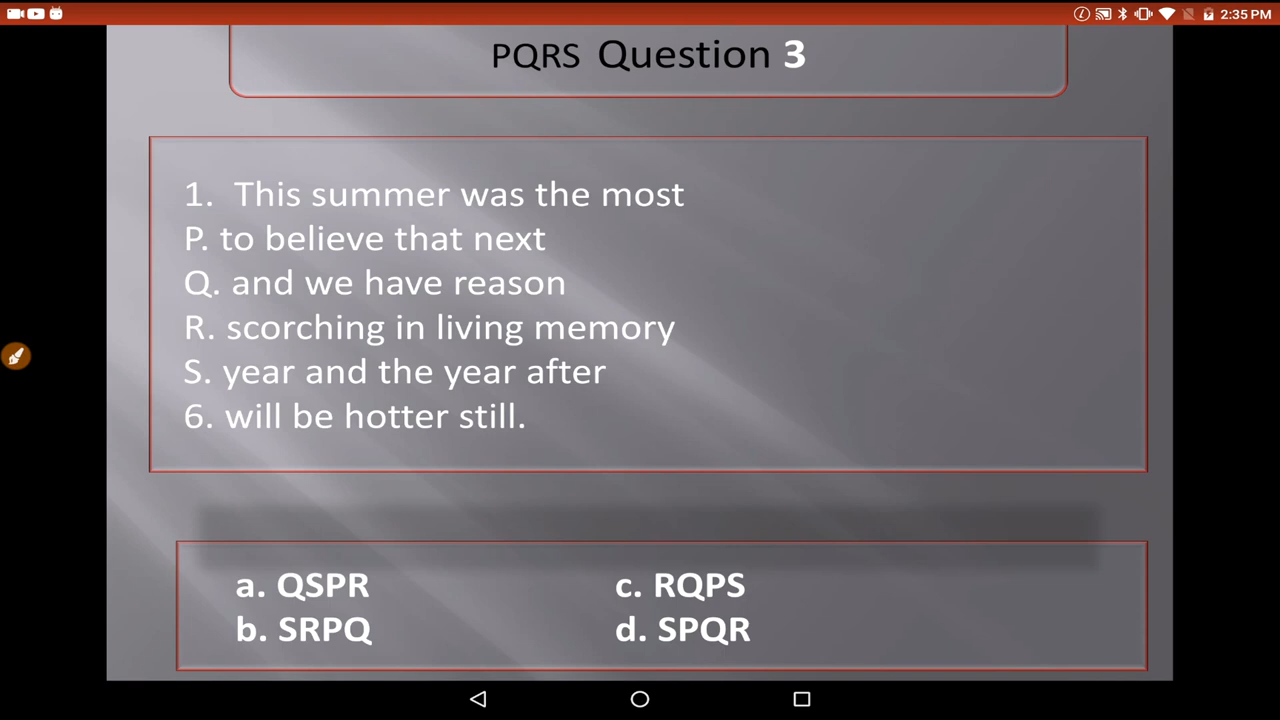 2:35 PM
PQRS Question 3
1. This summer was the most
P. to believe that next
Q. and we have reason
R. scorching in living memory
S. year and the year after
6. will be hotter still.
a. QSPR c. RQPS
b. SRPQ d. SPQR